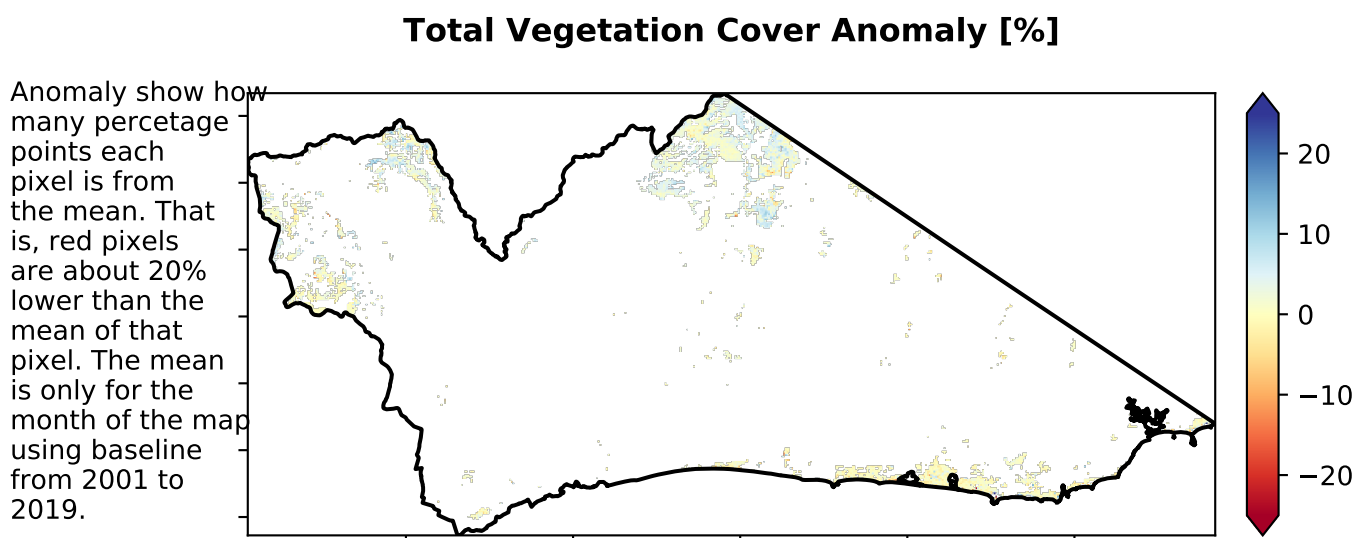 Total Vegetation Cover Anomaly [%]
Anomaly show how
many percetage
points each
pixel is from
the mean. That
is, red pixels
are about 20%
lower than the
mean of that
pixel. The mean
is only for the
month of the map
using baseline
from 2001 to
2019.
20
10
0
−10
−20